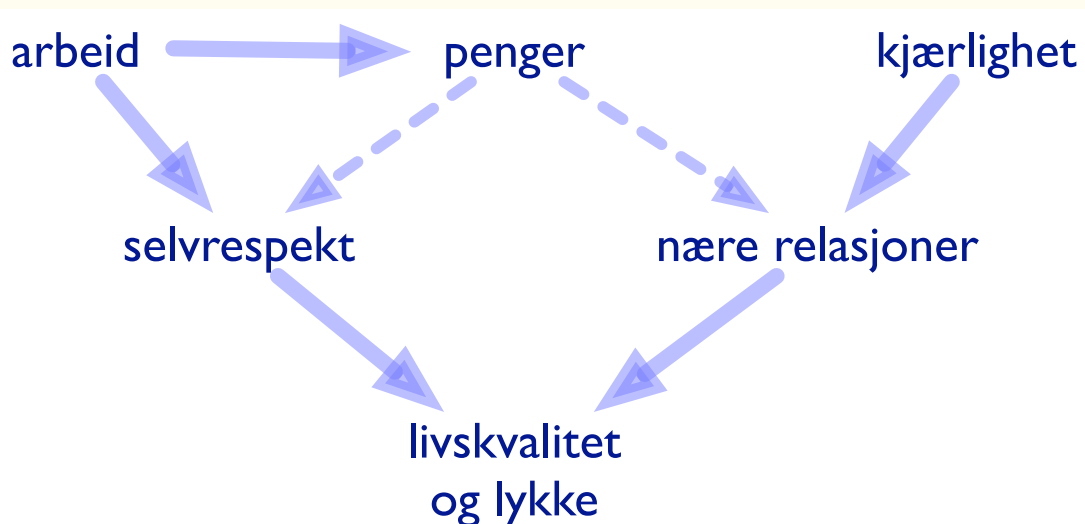 arbeid
penger
kjærlighet
selvrespekt
nære relasjoner
livskvalitet
og lykke